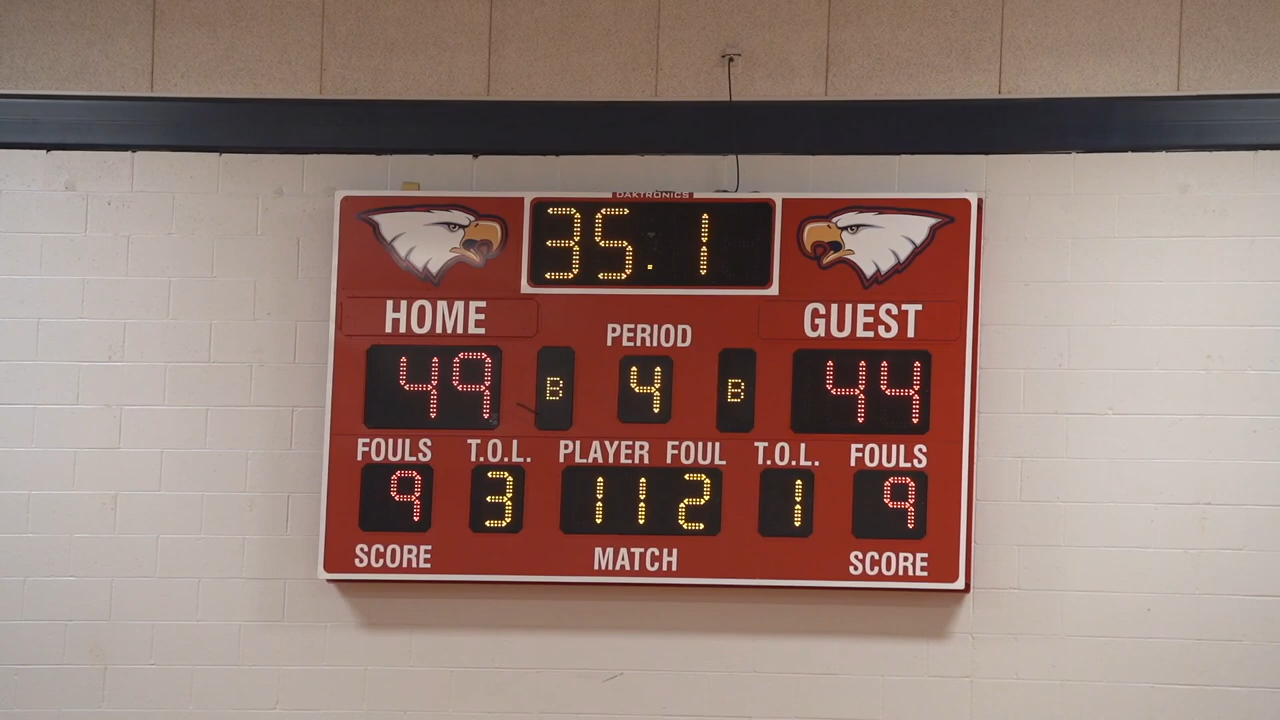 DAKTRONICS
35.1
HOME GUEST
PERIOD
49 B 4 B 44
FOULS T.O.L. PLAYER FOUL T.O.L. FOULS
9 3 11 2 1 9
SCORE MATCH SCORE